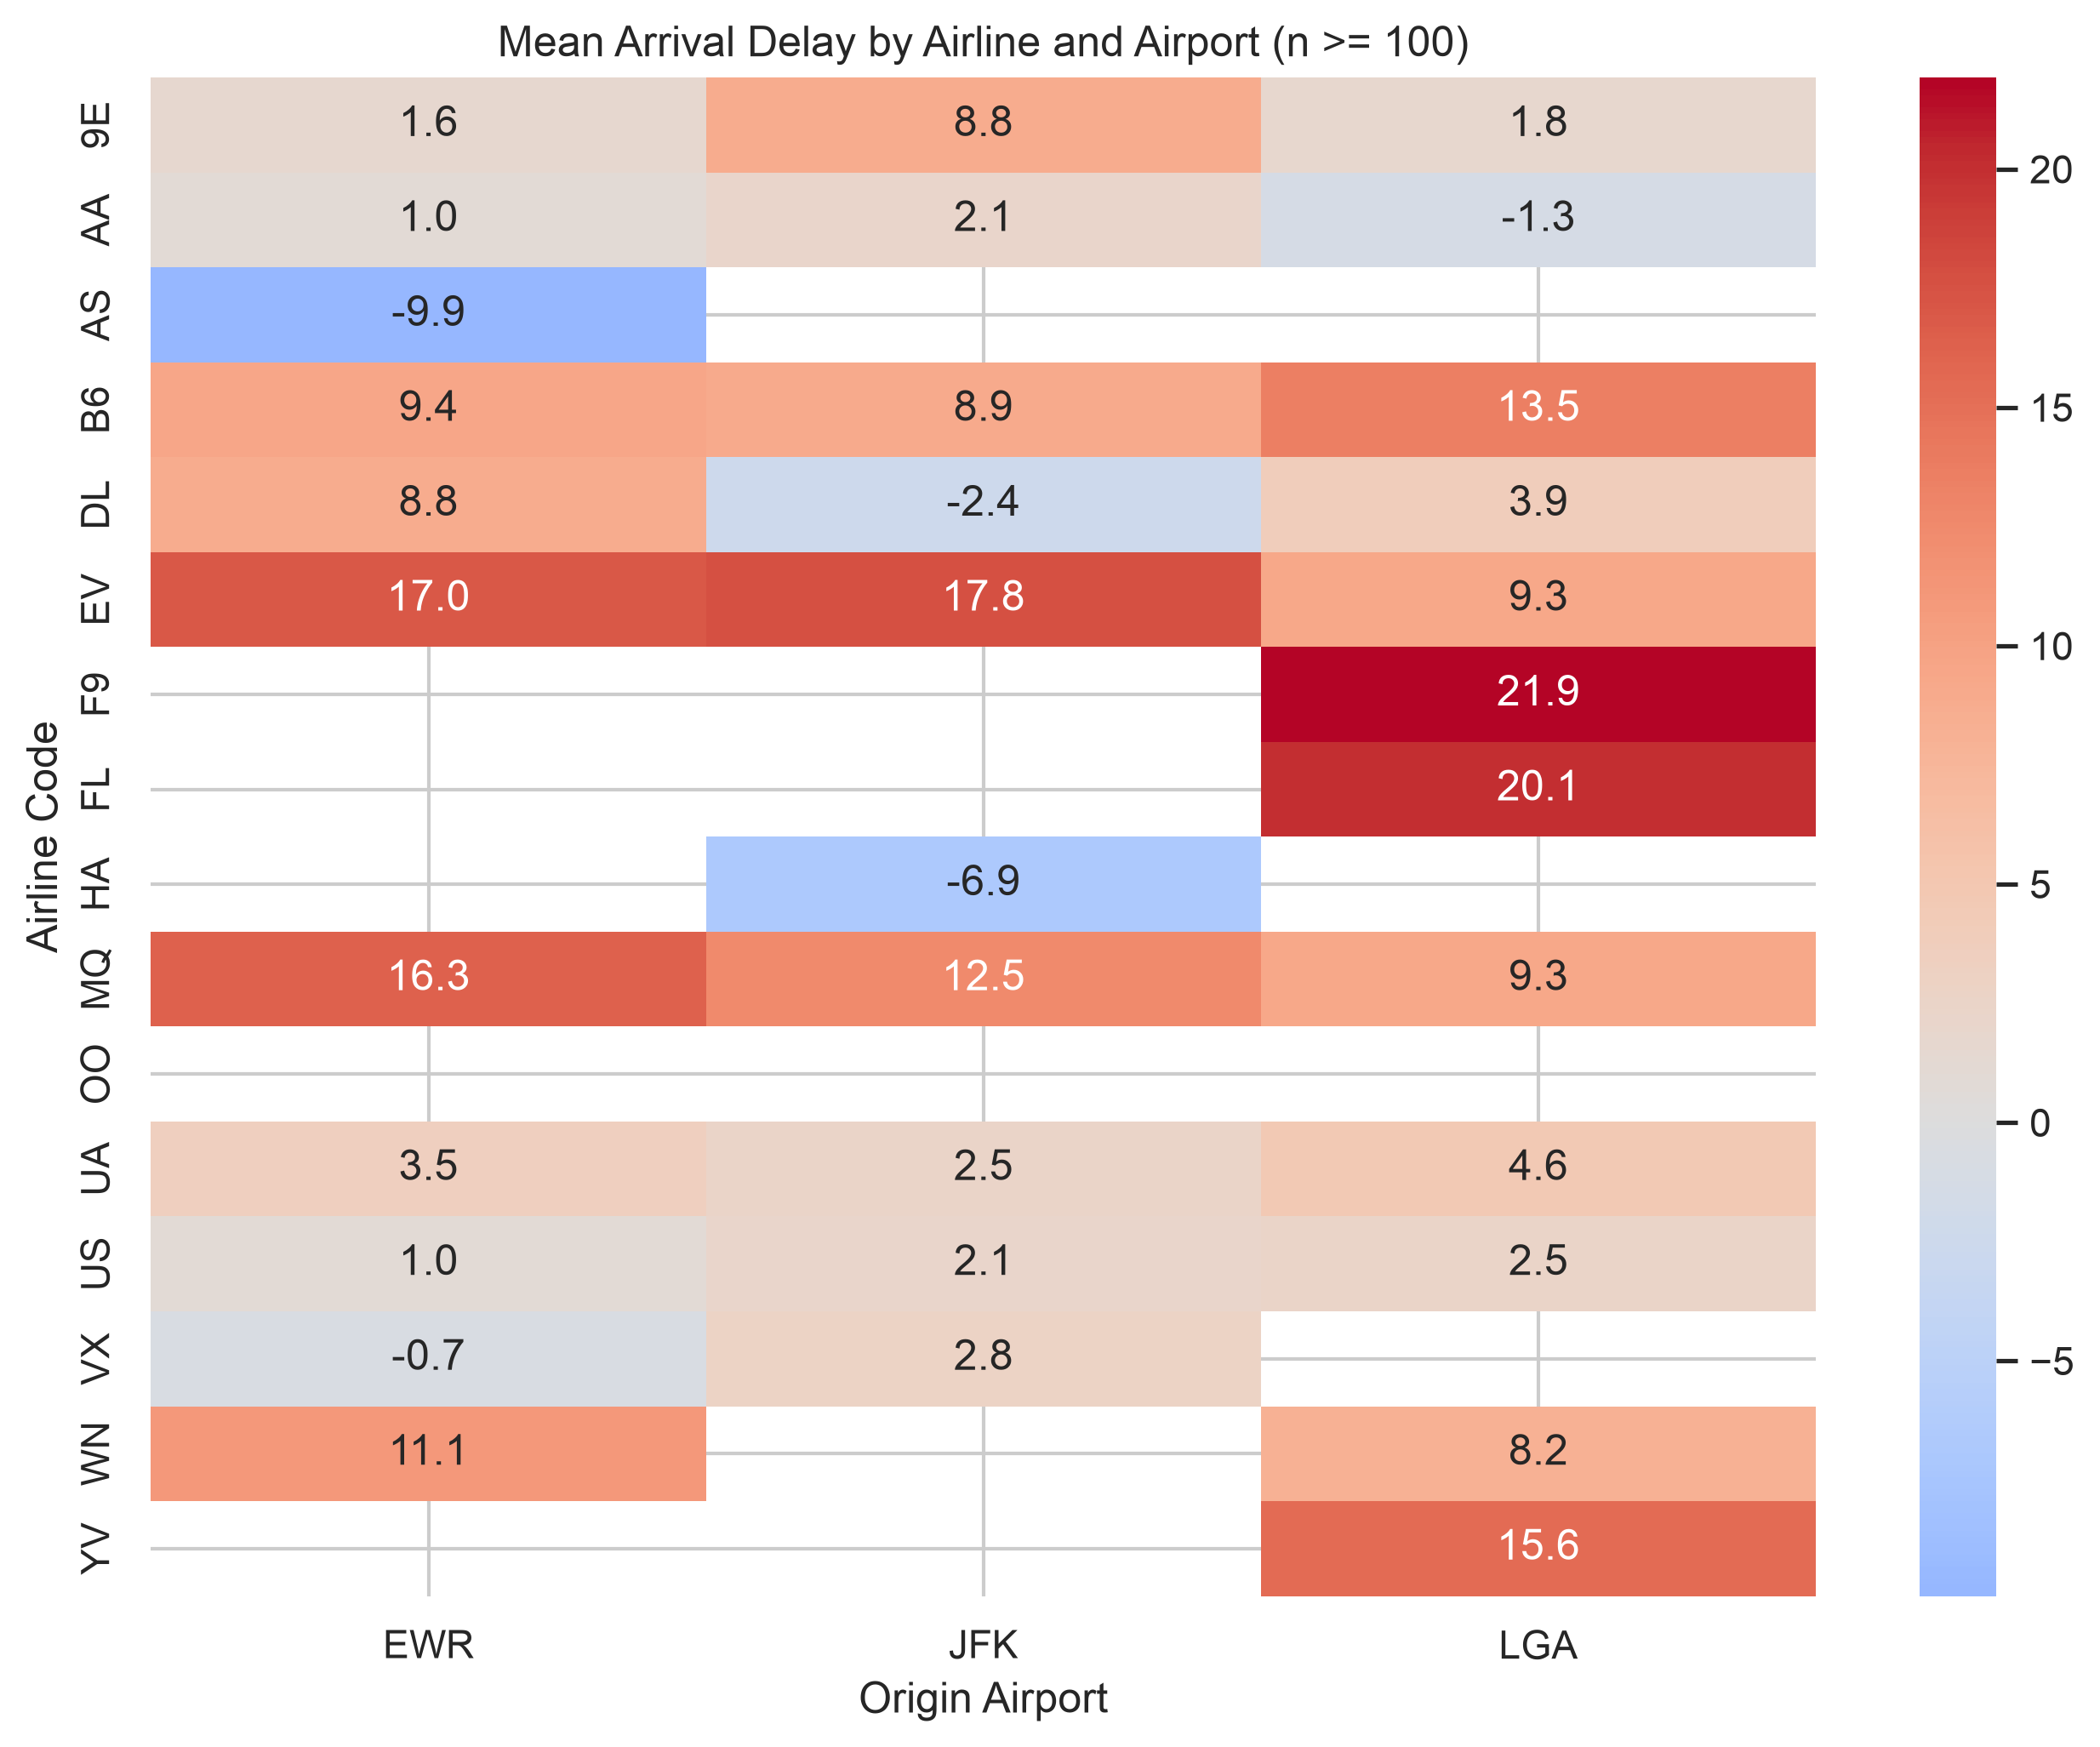 Mean Arrival Delay by Airline and Airport (n >= 100)
9E 1.6 8.8 1.8
AA 1.0 2.1 -1.3
AS -9.9
B6 9.4 8.9 13.5
DL 8.8 -2.4 3.9
EV 17.0 17.8 9.3
F9 21.9
FL 20.1
HA -6.9
MQ 16.3 12.5 9.3
OO
UA 3.5 2.5 4.6
US 1.0 2.1 2.5
VX -0.7 2.8
WN 11.1 8.2
YV 15.6
Airline Code
EWR JFK LGA
Origin Airport
20
15
10
5
0
−5